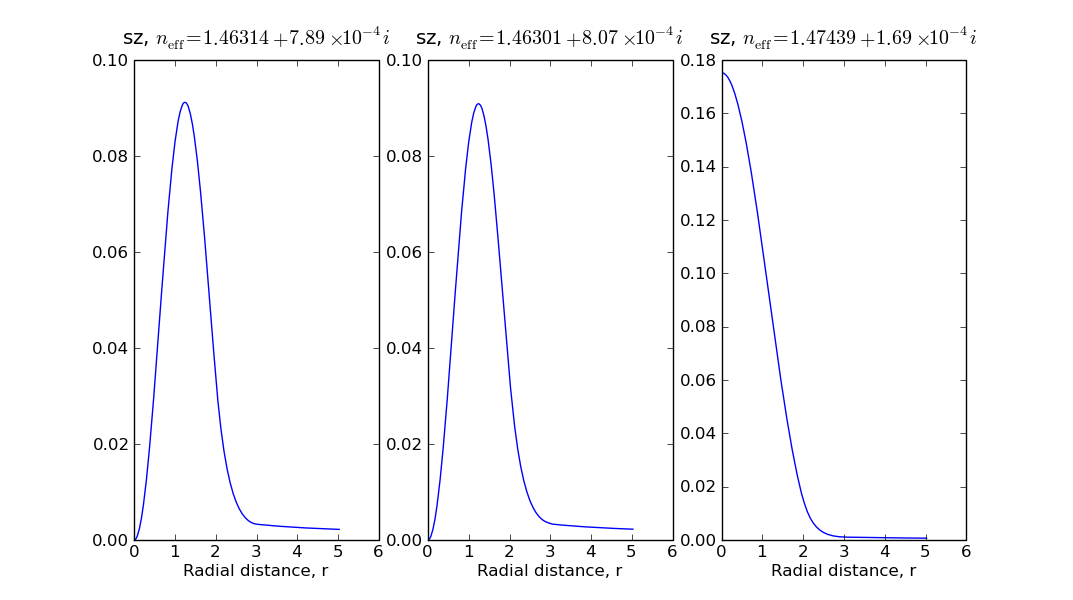 sz, n_eff=1.46314+7.89×10^-4 i
sz, n_eff=1.46301+8.07×10^-4 i
sz, n_eff=1.47439+1.69×10^-4 i
0.10
0.08
0.06
0.04
0.02
0.00
0 1 2 3 4 5 6
Radial distance, r
0.10
0.08
0.06
0.04
0.02
0.00
0 1 2 3 4 5 6
Radial distance, r
0.18
0.16
0.14
0.12
0.10
0.08
0.06
0.04
0.02
0.00
0 1 2 3 4 5 6
Radial distance, r